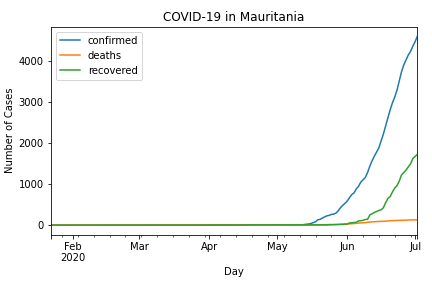 COVID-19 in Mauritania
confirmed
deaths
recovered
Number of Cases
4000
3000
2000
1000
0
Feb Mar Apr May Jun Jul
2020
Day